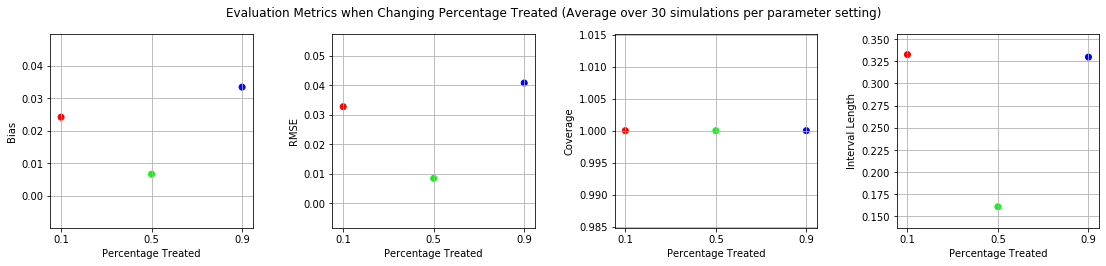 Evaluation Metrics when Changing Percentage Treated (Average over 30 simulations per parameter setting)
Bias
0.04
0.03
0.02
0.01
0.00
0.1 0.5 0.9
Percentage Treated
RMSE
0.05
0.04
0.03
0.02
0.01
0.00
0.1 0.5 0.9
Percentage Treated
Coverage
1.015
1.010
1.005
1.000
0.995
0.990
0.985
0.1 0.5 0.9
Percentage Treated
Interval Length
0.350
0.325
0.300
0.275
0.250
0.225
0.200
0.175
0.150
0.1 0.5 0.9
Percentage Treated